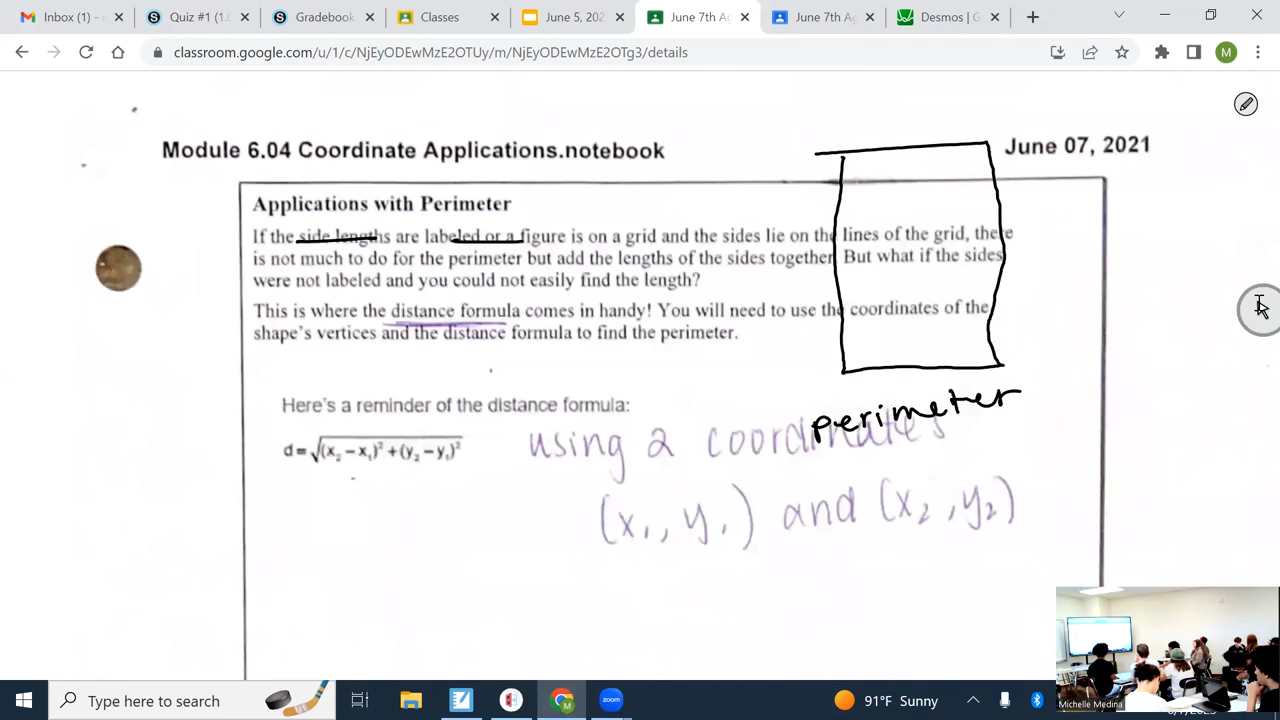 Inbox (1) -
Quiz #1 (1.0
Gradebook
Classes
June 5, 202
June 7th Ag
June 7th Ag
Desmos | G
classroom.google.com/u/1/c/NjEyODEwMzE2OTUy/m/NjEyODEwMzE2OTg3/details
M
Module 6.04 Coordinate Applications.notebook
June 07, 2021
Applications with Perimeter
If the side lengths are labeled or a figure is on a grid and the sides lie on the lines of the grid, there
is not much to do for the perimeter but add the lengths of the sides together. But what if the sides
were not labeled and you could not easily find the length?
This is where the distance formula comes in handy! You will need to use the coordinates of the
shape's vertices and the distance formula to find the perimeter.
perimeter
Here's a reminder of the distance formula:
using 2 coordinates
d=√(x₂-x₁)²+(y₂-y₁)²
(x₁, y₁) and (x₂, y₂)
Michelle Medina
Type here to search
zoom
91°F Sunny